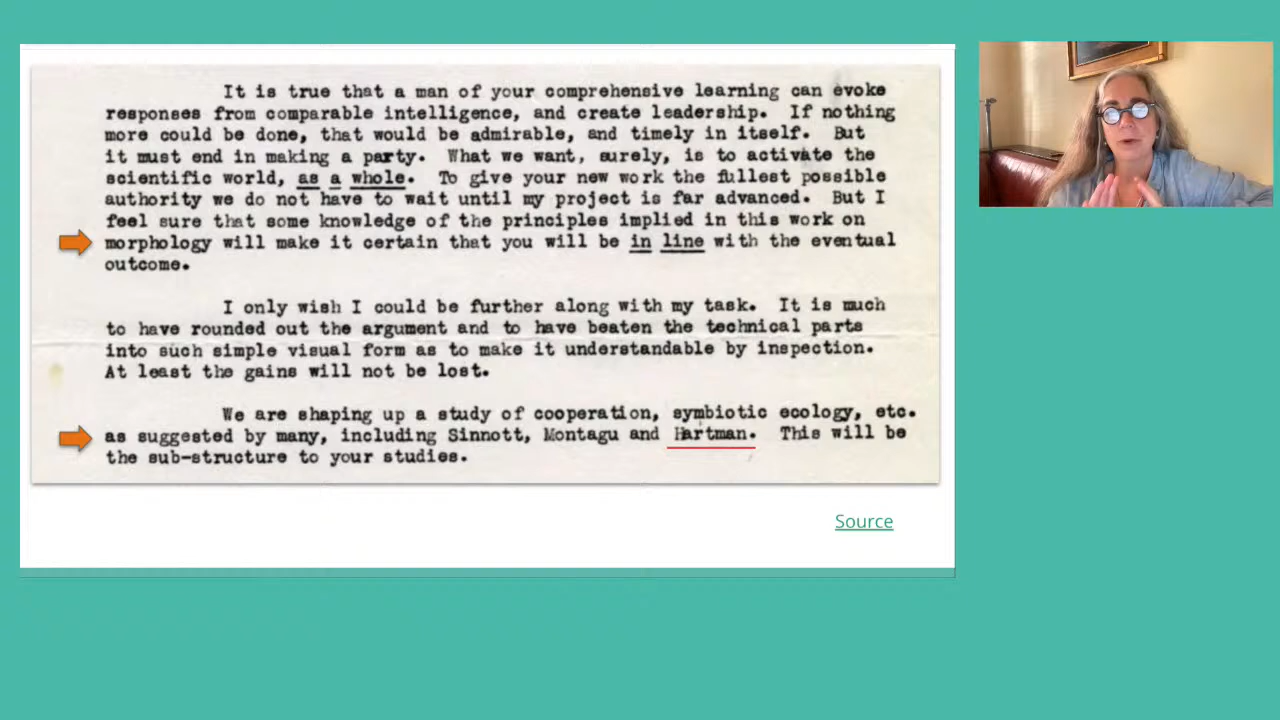 It is true that a man of your comprehensive learning can evoke
responses from comparable intelligence, and create leadership. If nothing
more could be done, that would be admirable, and timely in itself. But
it must end in making a party. What we want, surely, is to activate the
scientific world, as a whole. To give your new work the fullest possible
authority we do not have to wait until my project is far advanced. But I
feel sure that some knowledge of the principles implied in this work on
morphology will make it certain that you will be in line with the eventual
outcome.
I only wish I could be further along with my task. It is much
to have rounded out the argument and to have beaten the technical parts
into such simple visual form as to make it understandable by inspection.
At least the gains will not be lost.
We are shaping up a study of cooperation, symbiotic ecology, etc.
as suggested by many, including Sinnott, Montagu and Hartman. This will be
the sub-structure to your studies.
Source